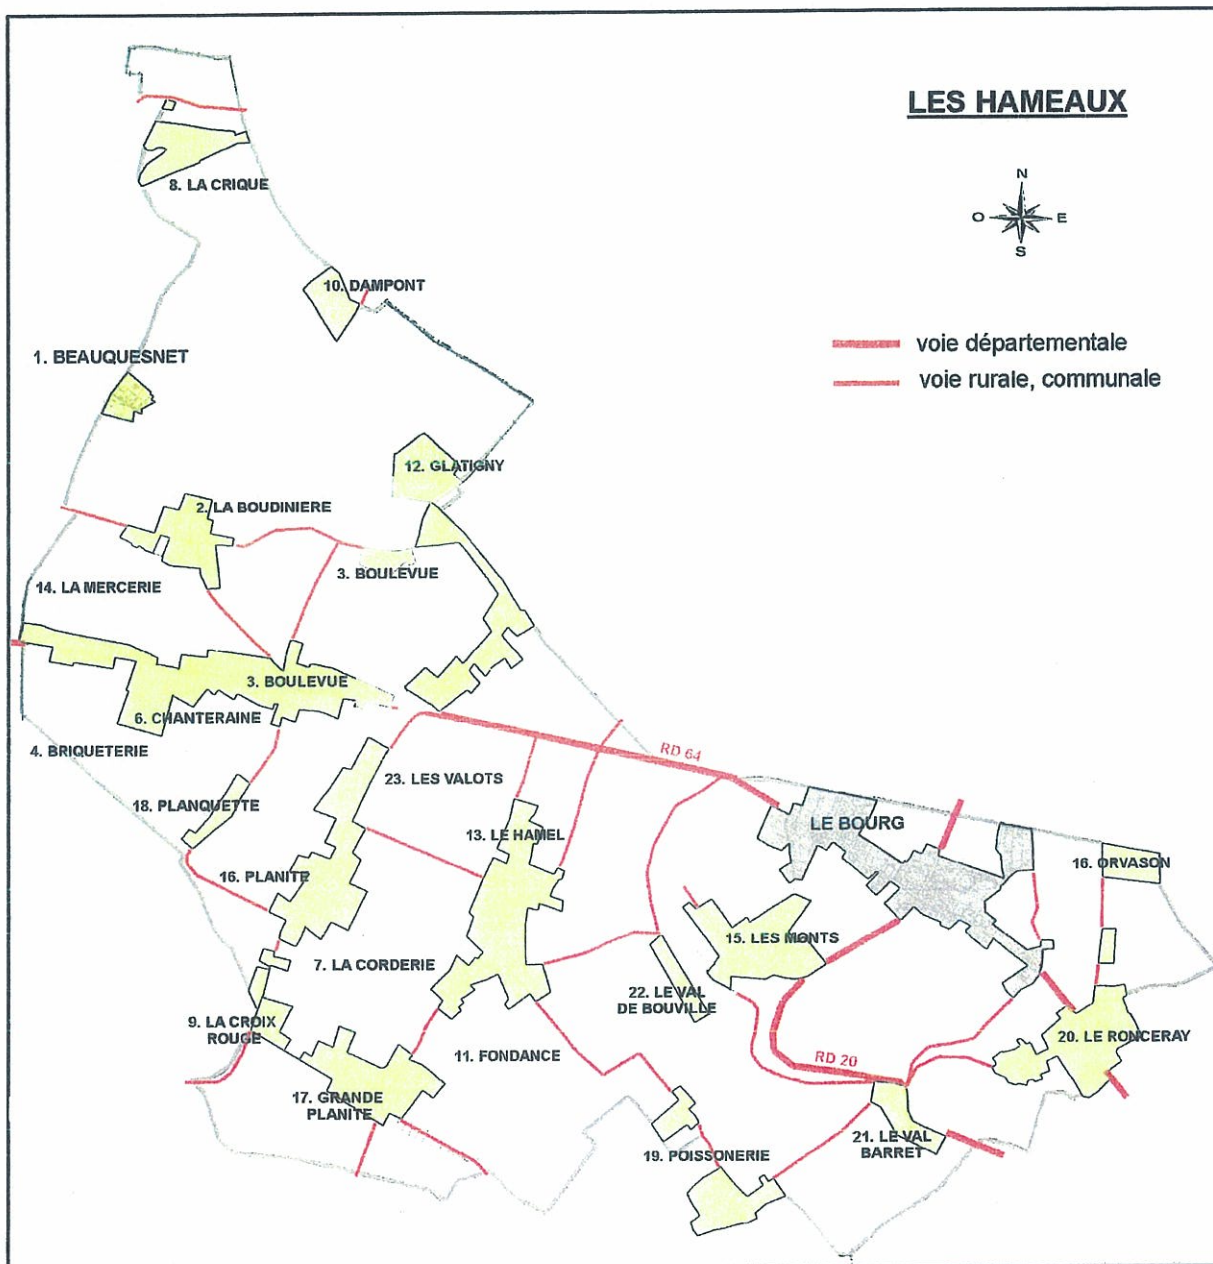 LES HAMEAUX
N
O
E
S
voie départementale
voie rurale, communale
8. LA CRIQUE
10. DAMPONT
1. BEAUQUESNET
12. GLATIGNY
2. LA BOUDINIERE
3. BOULEVUE
14. LA MERCERIE
3. BOULEVUE
6. CHANTERAINE
4. BRIQUETERIE
RD 64
23. LES VALOTS
18. PLANQUETTE
13. LE HAMEL
LE BOURG
16. ORVASON
16. PLANITE
15. LES MONTS
7. LA CORDERIE
22. LE VAL
DE BOUVILLE
9. LA CROIX
ROUGE
20. LE RONCERAY
11. FONDANCE
RD 20
17. GRANDE
PLANITE
21. LE VAL
BARRET
19. POISSONERIE